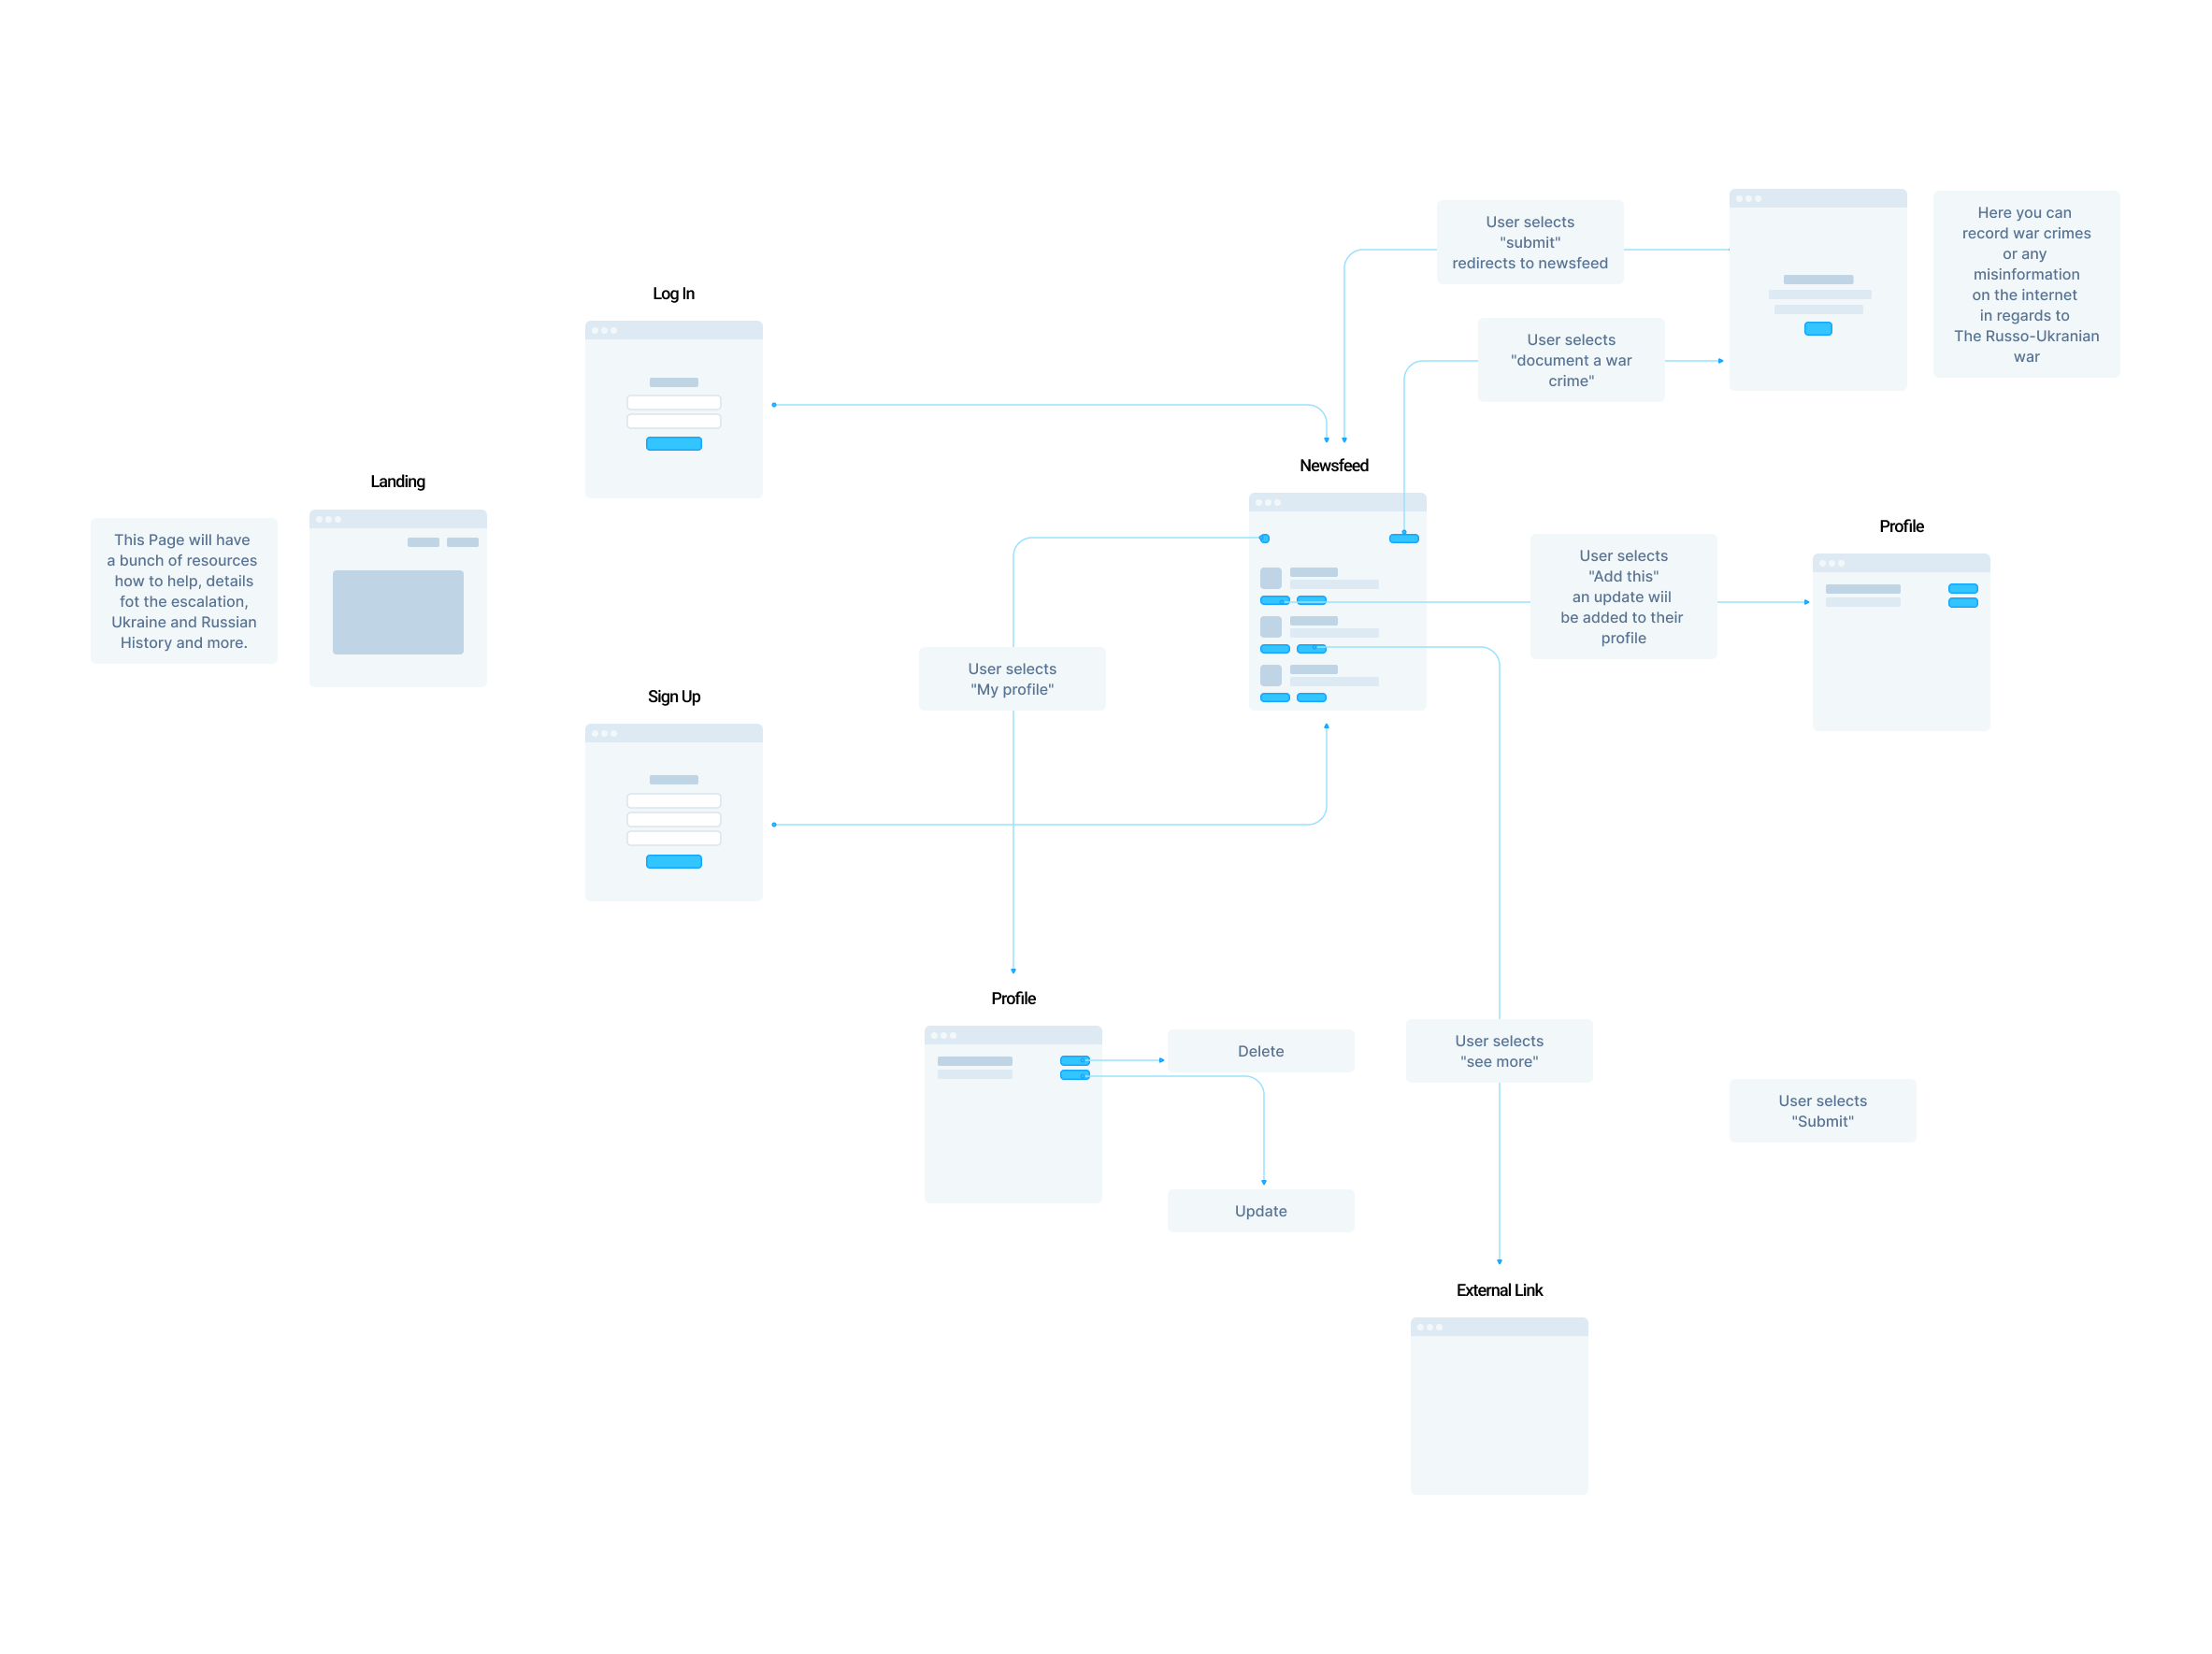 User selects
"submit"
redirects to newsfeed
Here you can
record war crimes
or any
misinformation
on the internet
in regards to
The Russo-Ukranian
war
Log In
User selects
"document a war
crime"
Newsfeed
Landing
This Page will have
a bunch of resources
how to help, details
fot the escalation,
Ukraine and Russian
History and more.
Profile
User selects
"Add this"
an update wiil
be added to their
profile
User selects
"My profile"
Sign Up
Profile
Delete
Update
User selects
"see more"
User selects
"Submit"
External Link